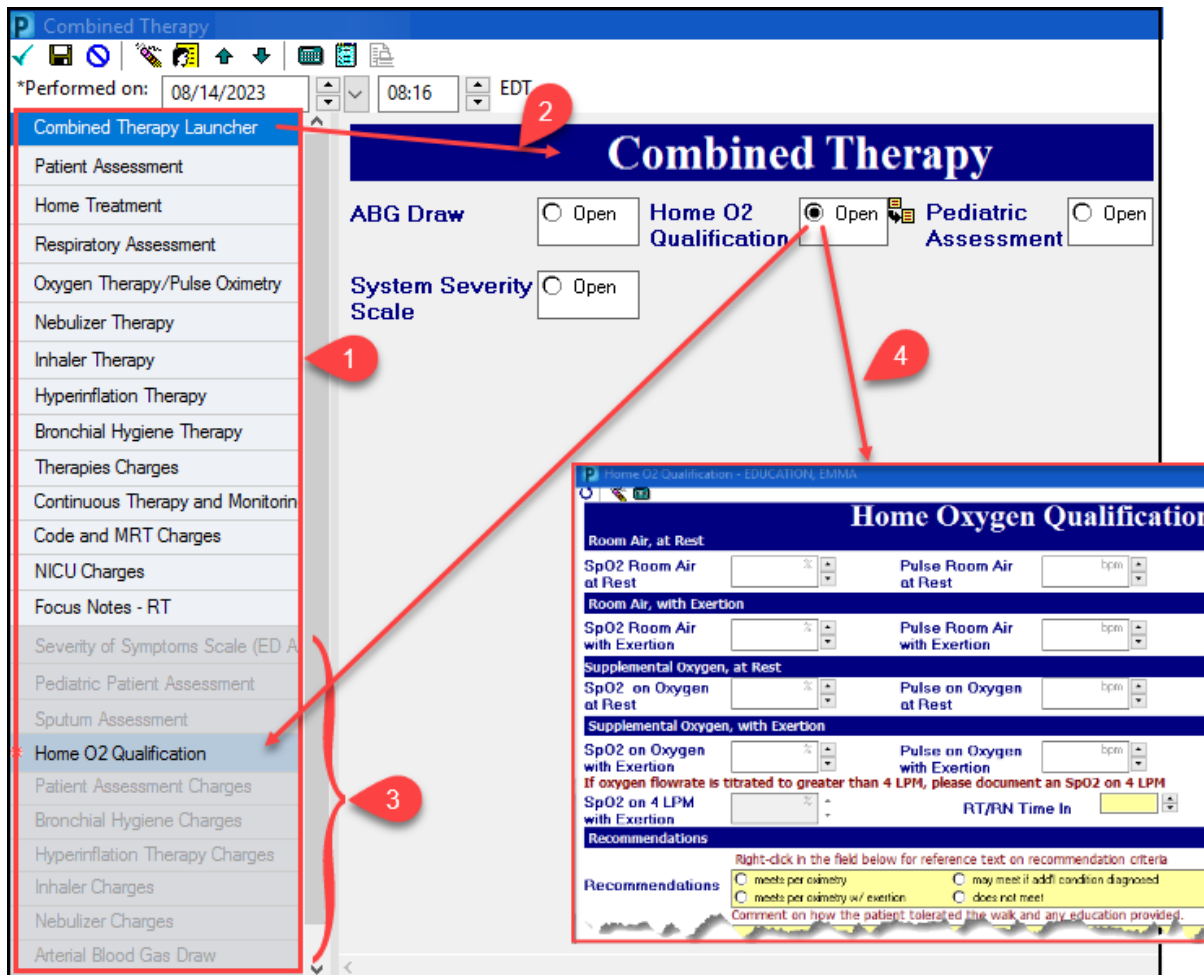 Combined Therapy
*Performed on: 08/14/2023 08:16 EDT
2
Combined Therapy Launcher
Patient Assessment
Home Treatment
Respiratory Assessment
Oxygen Therapy/Pulse Oximetry
Nebulizer Therapy
Inhaler Therapy
Hyperinflation Therapy
Bronchial Hygiene Therapy
Therapies Charges
Continuous Therapy and Monitorin
Code and MRT Charges
NICU Charges
Focus Notes - RT
Severity of Symptoms Scale (ED A
Pediatric Patient Assessment
Sputum Assessment
* Home O2 Qualification
Patient Assessment Charges
Bronchial Hygiene Charges
Hyperinflation Therapy Charges
Inhaler Charges
Nebulizer Charges
Arterial Blood Gas Draw
1
3
Combined Therapy
ABG Draw Open Home O2 Open Pediatric Open
Qualification Assessment
System Severity Open
Scale
4
Home O2 Qualification - EDUCATION, EMMA
Home Oxygen Qualification
Room Air, at Rest
SpO2 Room Air % Pulse Room Air bpm
at Rest at Rest
Room Air, with Exertion
SpO2 Room Air % Pulse Room Air bpm
with Exertion with Exertion
Supplemental Oxygen, at Rest
SpO2 on Oxygen % Pulse on Oxygen bpm
at Rest at Rest
Supplemental Oxygen, with Exertion
SpO2 on Oxygen % Pulse on Oxygen bpm
with Exertion with Exertion
If oxygen flowrate is titrated to greater than 4 LPM, please document an SpO2 on 4 LPM
SpO2 on 4 LPM % RT/RN Time In
with Exertion
Recommendations
Right-click in the field below for reference text on recommendation criteria
Recommendations meets per oximetry may meet if add'l condition diagnosed
meets per oximetry w/ exertion does not meet
Comment on how the patient tolerated the walk and any education provided.